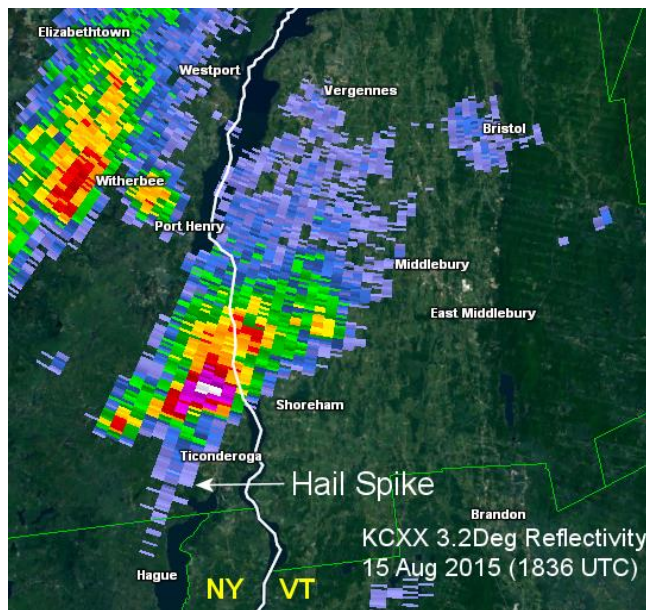 Elizabethtown
Westport
Vergennes
Bristol
Witherbee
Port Henry
Middlebury
East Middlebury
Shoreham
Ticonderoga
Hail Spike
Brandon
KCXX 3.2Deg Reflectivity
15 Aug 2015 (1836 UTC)
Hague
NY VT